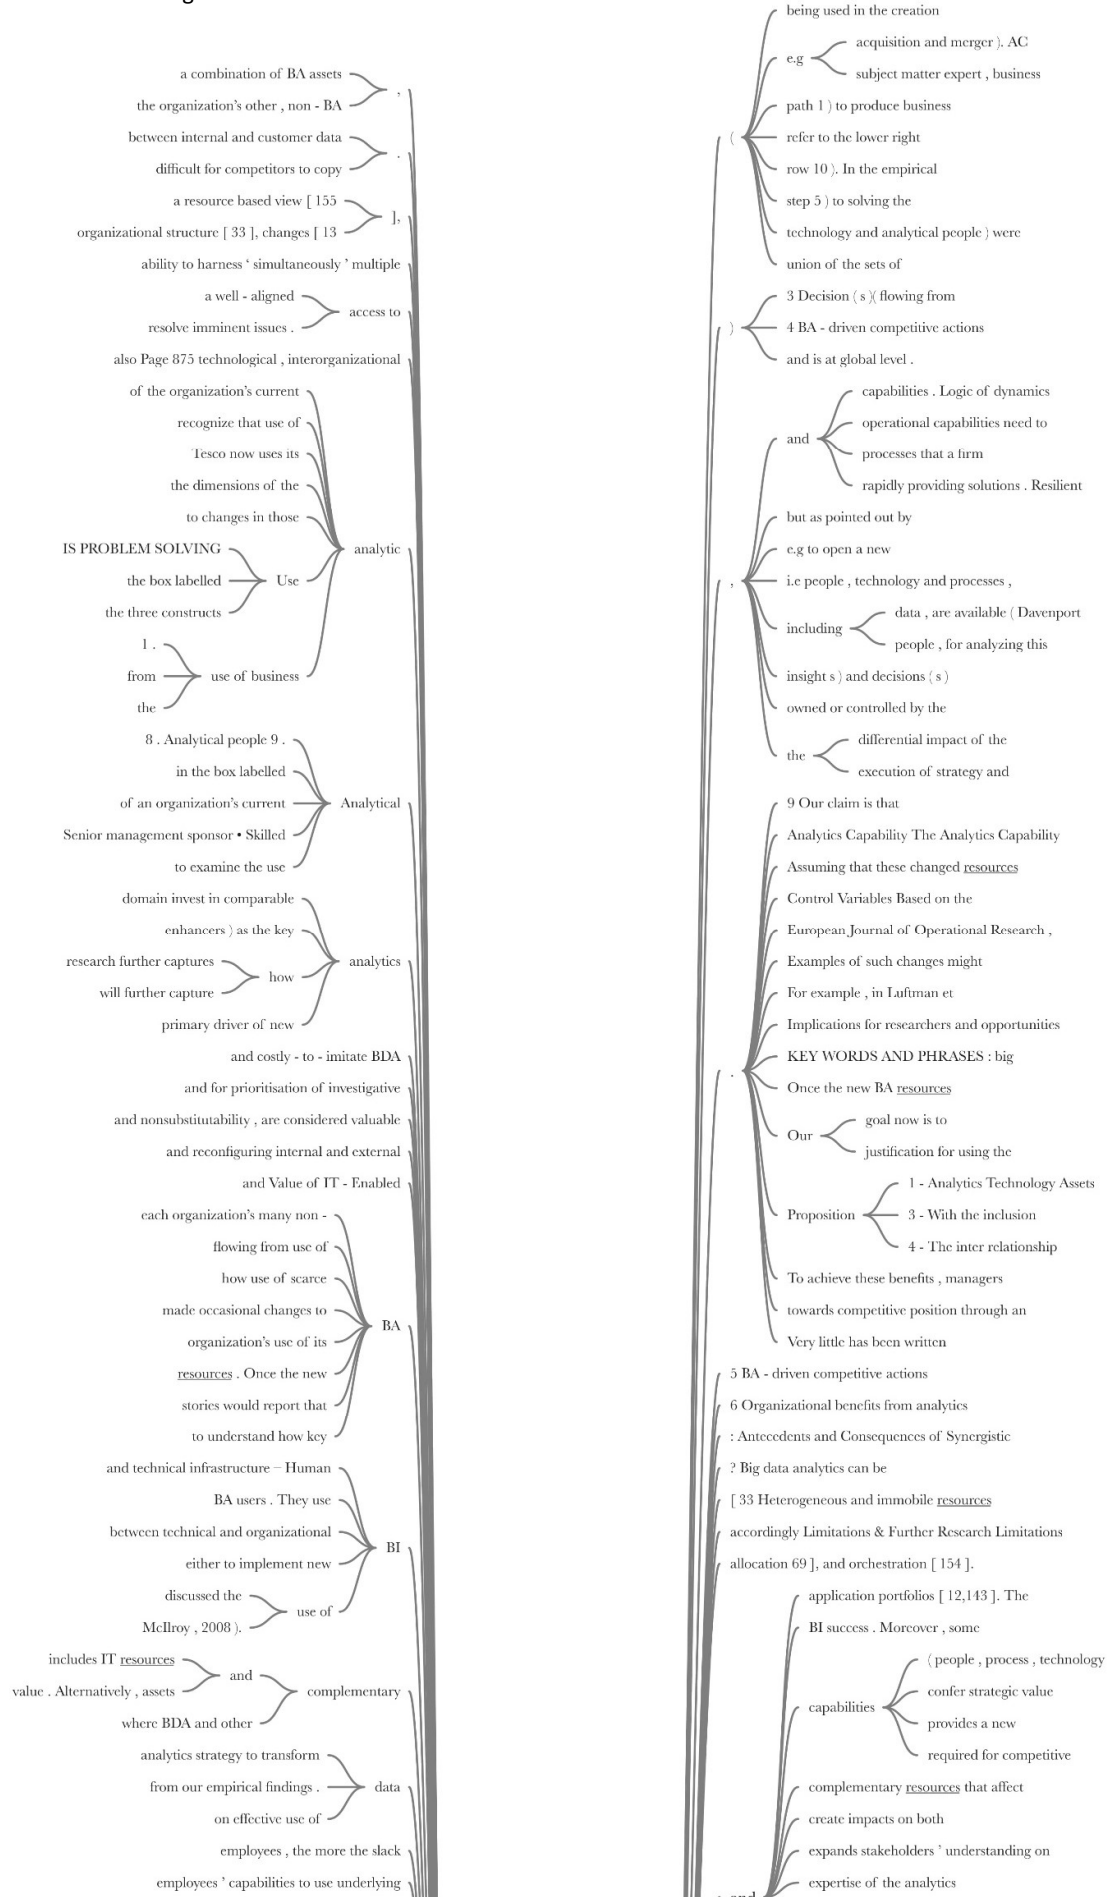 a combination of BA assets
the organization's other , non - BA
,
between internal and customer data
difficult for competitors to copy
.
a resource based view [ 155
organizational structure [ 33 ], changes [ 13
],
ability to harness ‘ simultaneously ’ multiple
a well - aligned
resolve imminent issues .
access to
also Page 875 technological , interorganizational
of the organization's current
recognize that use of
Tesco now uses its
the dimensions of the
to changes in those
IS PROBLEM SOLVING
the box labelled
the three constructs
Use
1 .
from
the
use of business
analytic
8 . Analytical people 9 .
in the box labelled
of an organization's current
Senior management sponsor • Skilled
to examine the use
Analytical
domain invest in comparable
enhancers ) as the key
research further captures
will further capture
how
primary driver of new
analytics
and costly - to - imitate BDA
and for prioritisation of investigative
and nonsubstitutability , are considered valuable
and reconfiguring internal and external
and Value of IT - Enabled
each organization's many non -
flowing from use of
how use of scarce
made occasional changes to
organization's use of its
resources . Once the new
stories would report that
to understand how key
BA
and technical infrastructure – Human
BA users . They use
between technical and organizational
either to implement new
discussed the
McIlroy , 2008 ).
use of
BI
includes IT resources
value . Alternatively , assets
and
where BDA and other
complementary
analytics strategy to transform
from our empirical findings .
on effective use of
data
employees , the more the slack
employees ’ capabilities to use underlying
(
being used in the creation
e.g
acquisition and merger ). AC
subject matter expert , business
path 1 ) to produce business
refer to the lower right
row 10 ). In the empirical
step 5 ) to solving the
technology and analytical people ) were
union of the sets of
)
3 Decision ( s )( flowing from
4 BA - driven competitive actions
and is at global level .
,
and
capabilities . Logic of dynamics
operational capabilities need to
processes that a firm
rapidly providing solutions . Resilient
but as pointed out by
e.g to open a new
i.e people , technology and processes ,
including
data , are available ( Davenport
people , for analyzing this
insight s ) and decisions ( s )
owned or controlled by the
the
differential impact of the
execution of strategy and
.
9 Our claim is that
Analytics Capability The Analytics Capability
Assuming that these changed resources
Control Variables Based on the
European Journal of Operational Research ,
Examples of such changes might
For example , in Luftman et
Implications for researchers and opportunities
KEY WORDS AND PHRASES : big
Once the new BA resources
Our
goal now is to
justification for using the
Proposition
1 - Analytics Technology Assets
3 - With the inclusion
4 - The inter relationship
To achieve these benefits , managers
towards competitive position through an
Very little has been written
5 BA - driven competitive actions
6 Organizational benefits from analytics
: Antecedents and Consequences of Synergistic
? Big data analytics can be
[ 33 Heterogeneous and immobile resources
accordingly Limitations & Further Research Limitations
allocation 69 ], and orchestration [ 154 ].
and
application portfolios [ 12,143 ]. The
BI success . Moreover , some
capabilities
( people , process , technology
confer strategic value
provides a new
required for competitive
complementary resources that affect
create impacts on both
expands stakeholders ’ understanding on
expertise of the analytics